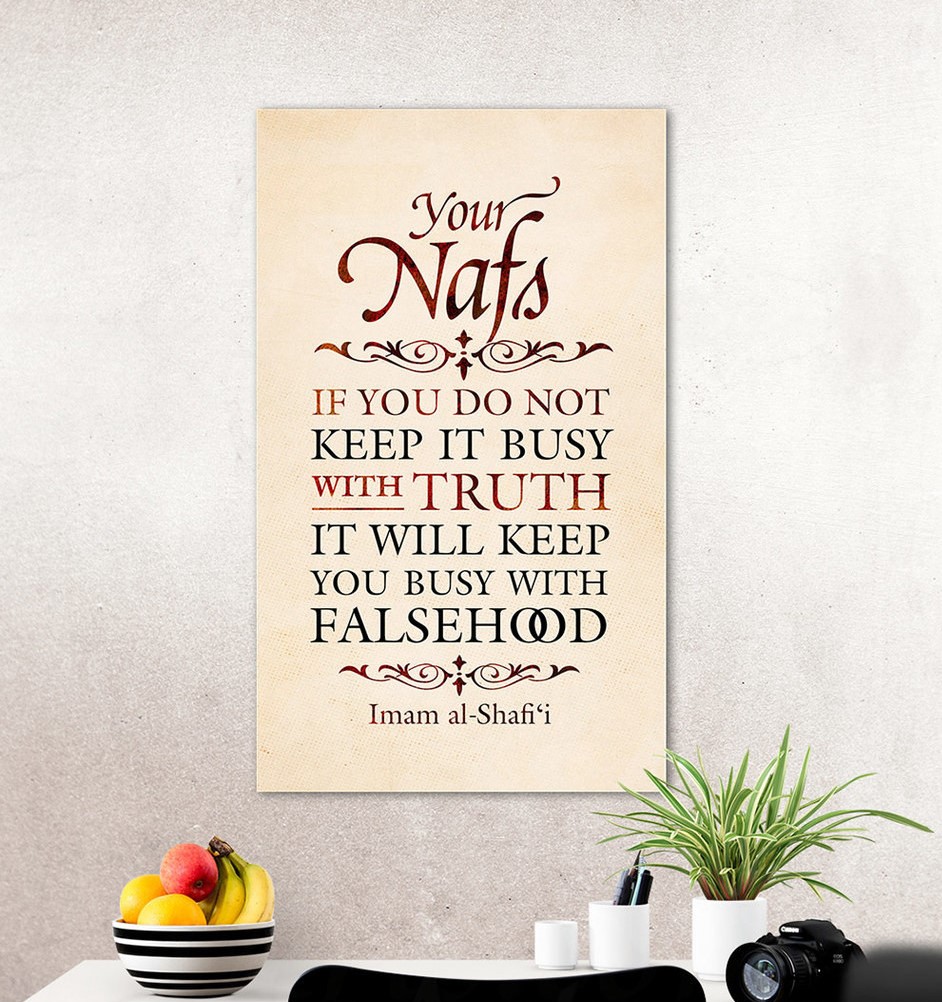 Your
Nafs
IF YOU DO NOT
KEEP IT BUSY
WITH TRUTH
IT WILL KEEP
YOU BUSY WITH
FALSEHOOD
Imam al-Shafi‘i
Canon